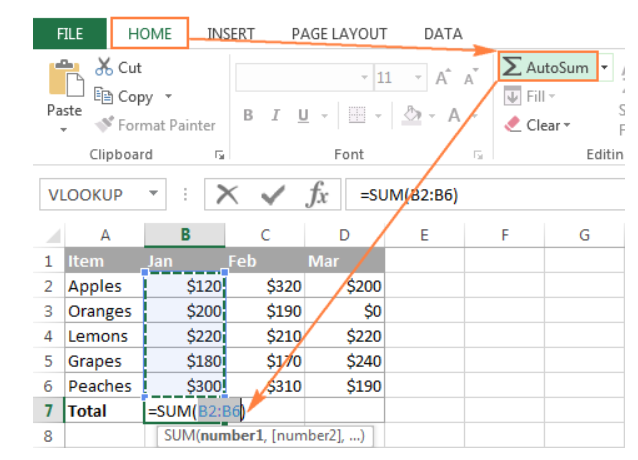 FILE HOME INSERT PAGE LAYOUT DATA
Cut
Copy
Format Painter
Paste
Clipboard
11 A A
B I U A
Font
Σ AutoSum
Fill
Clear
Editin
VLOOKUP fx =SUM(B2:B6)
A B C D E F G
1 Item Jan Feb Mar
2 Apples $120 $320 $200
3 Oranges $200 $190 $0
4 Lemons $220 $210 $220
5 Grapes $180 $170 $240
6 Peaches $300 $310 $190
7 Total =SUM(B2:B6)
8 SUM(number1, [number2], ...)